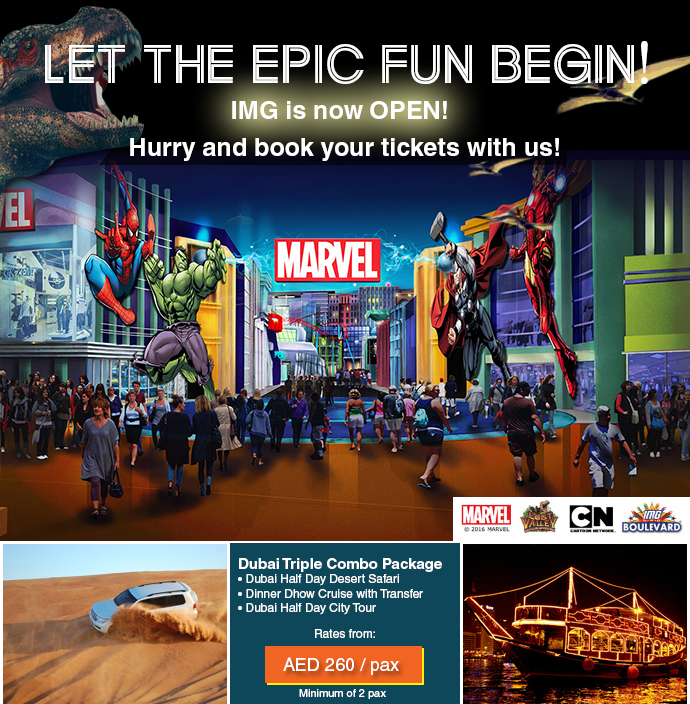 LET THE EPIC FUN BEGIN!
IMG is now OPEN!
Hurry and book your tickets with us!
VEL
MARVEL
MARVEL
© 2016 MARVEL
LOST VALLEY
CN
CARTOON NETWORK
IMG
BOULEVARD
Dubai Triple Combo Package
• Dubai Half Day Desert Safari
• Dinner Dhow Cruise with Transfer
• Dubai Half Day City Tour
Rates from:
AED 260 / pax
Minimum of 2 pax